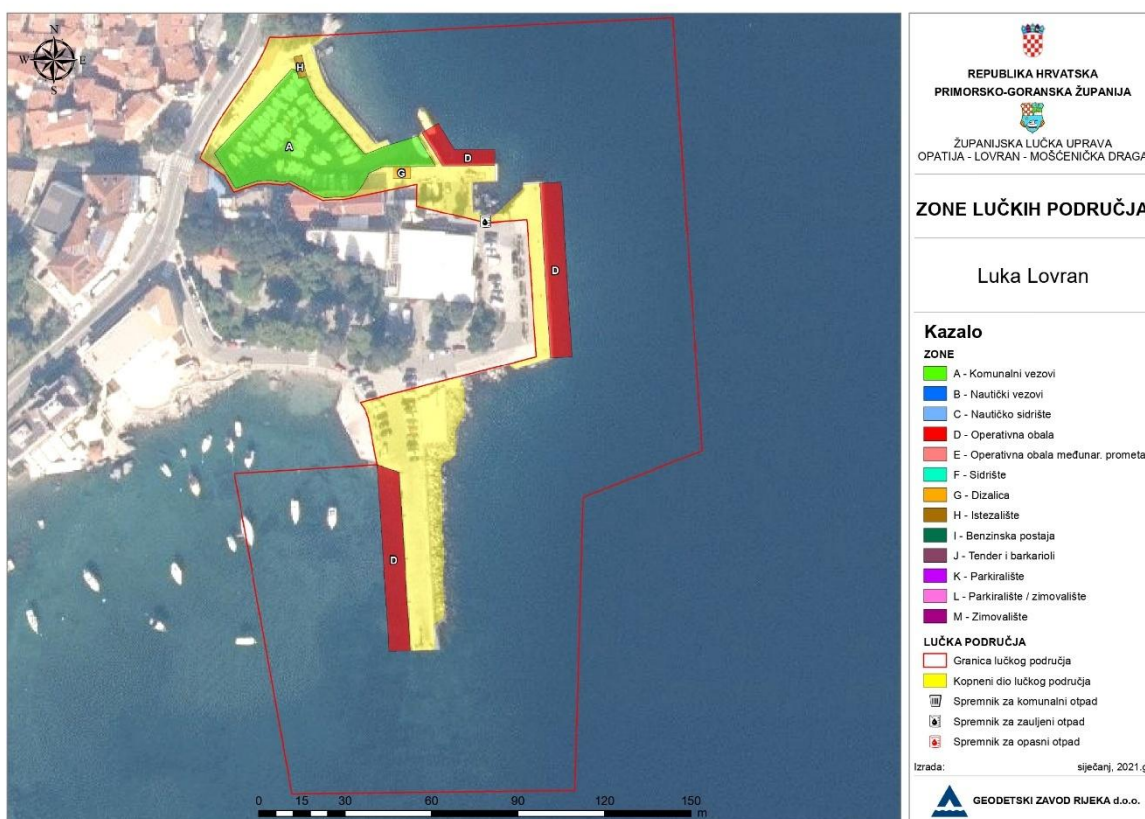 N
W E
S
H
A
D
G
D
D
0 15 30 60 90 120 150
m
REPUBLIKA HRVATSKA
PRIMORSKO-GORANSKA ŽUPANIJA
ŽUPANIJSKA LUČKA UPRAVA
OPATIJA - LOVRAN - MOŠĆENIČKA DRAGA
ZONE LUČKIH PODRUČJA
Luka Lovran
Kazalo
ZONE
A - Komunalni vezovi
B - Nautički vezovi
C - Nautičko sidrište
D - Operativna obala
E - Operativna obala međunar. prometa
F - Sidrište
G - Dizalica
H - Istezalište
I - Benzinska postaja
J - Tender i barkarioli
K - Parkiralište
L - Parkiralište / zimovalište
M - Zimovalište
LUČKA PODRUČJA
Granica lučkog područja
Kopneni dio lučkog područja
Spremnik za komunalni otpad
Spremnik za zauljeni otpad
Spremnik za opasni otpad
Izrada: siječanj, 2021.g
GEODETSKI ZAVOD RIJEKA d.o.o.